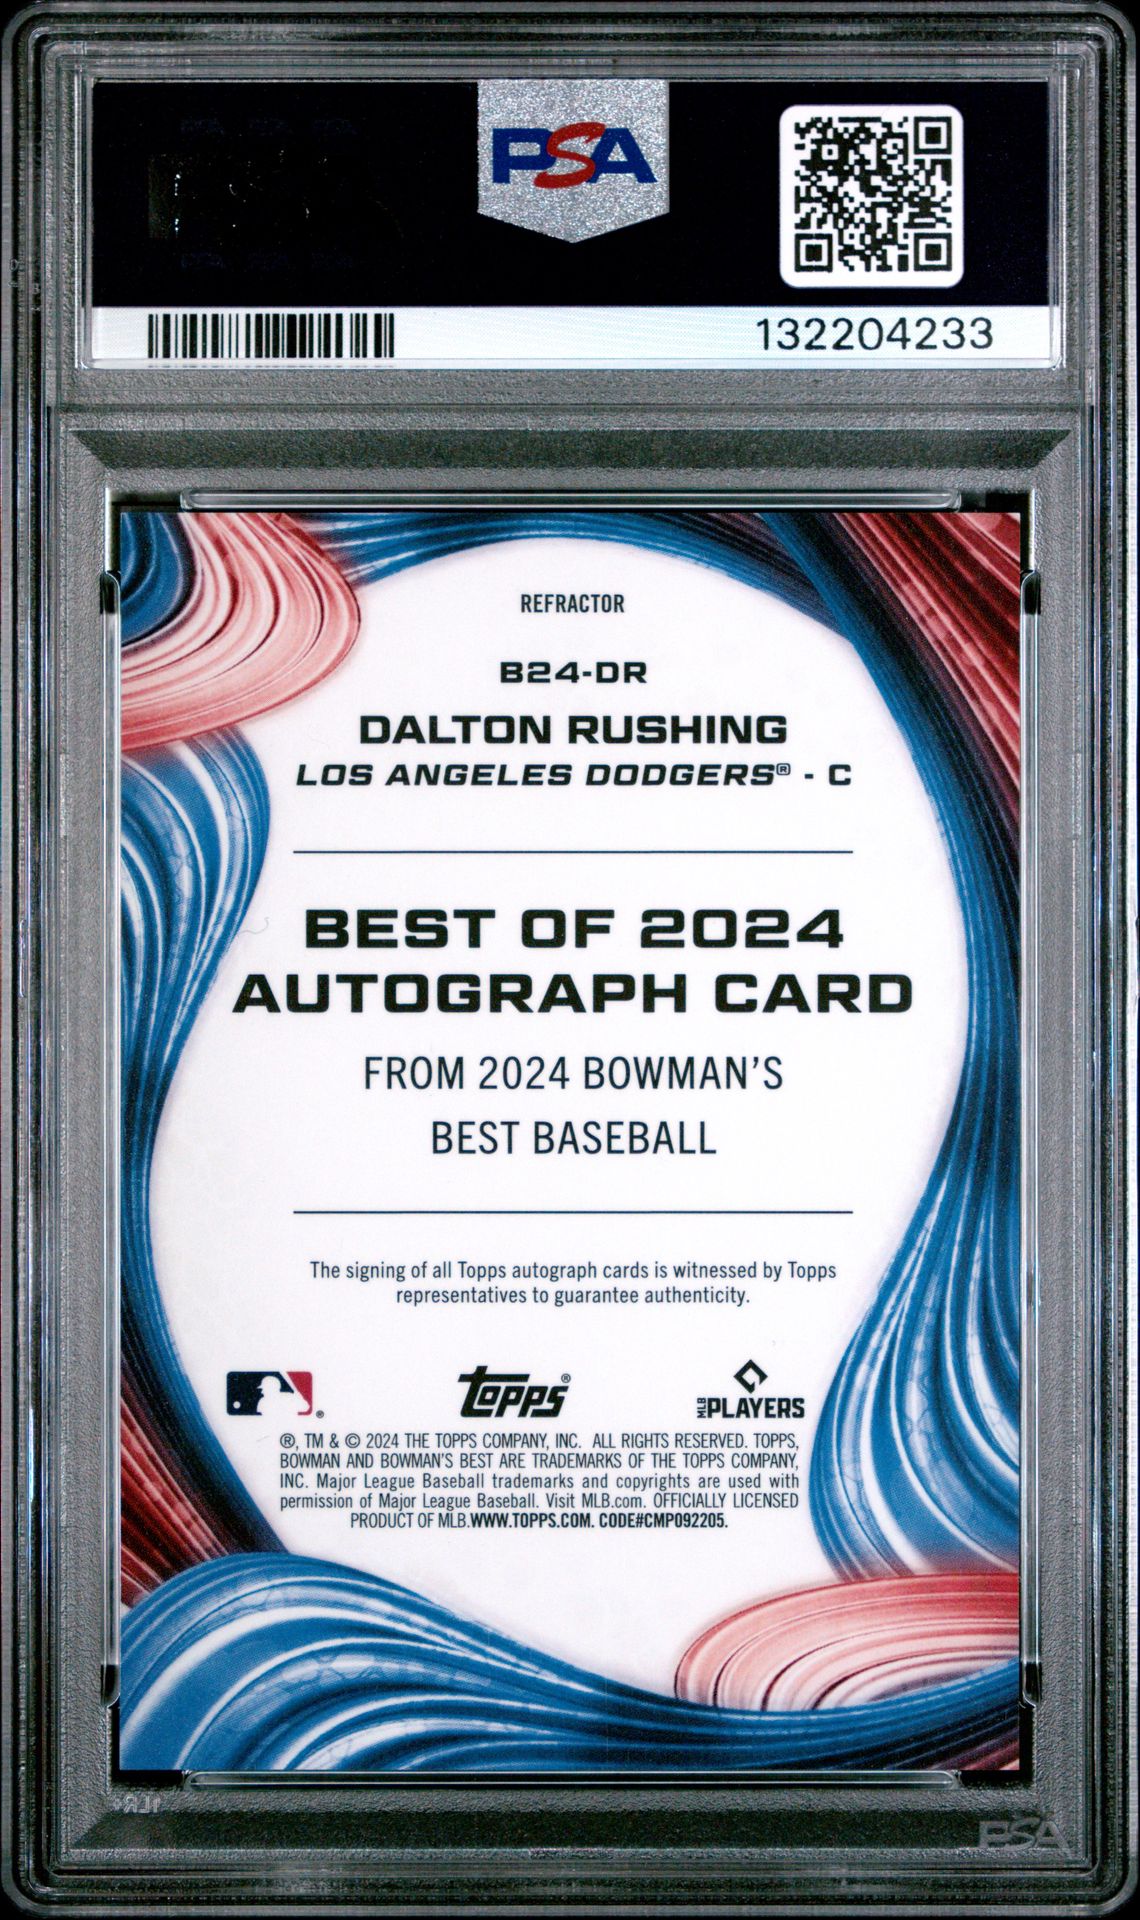 PSA
132204233
REFRACTOR
B24-DR
DALTON RUSHING
LOS ANGELES DODGERS® - C
BEST OF 2024
AUTOGRAPH CARD
FROM 2024 BOWMAN'S
BEST BASEBALL
The signing of all Topps autograph cards is witnessed by Topps
representatives to guarantee authenticity.
®
Topps®
MLB PLAYERS
®, TM & © 2024 THE TOPPS COMPANY, INC. ALL RIGHTS RESERVED. TOPPS,
BOWMAN AND BOWMAN'S BEST ARE TRADEMARKS OF THE TOPPS COMPANY,
INC. Major League Baseball trademarks and copyrights are used with
permission of Major League Baseball. Visit MLB.com. OFFICIALLY LICENSED
PRODUCT OF MLB.WWW.TOPPS.COM. CODE#CMP092205.
PSA